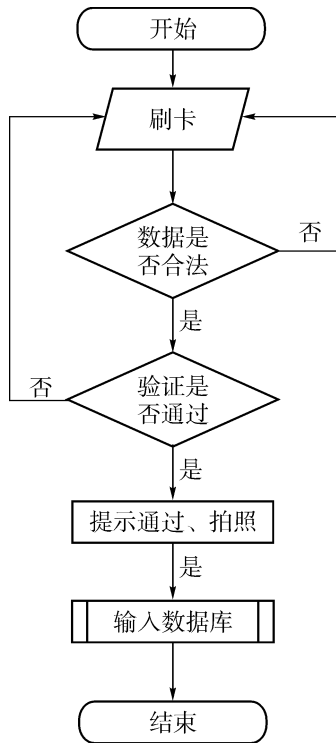 开始
刷卡
数据是
否合法
否
是
验证是
否通过
否
是
提示通过、拍照
是
输入数据库
结束